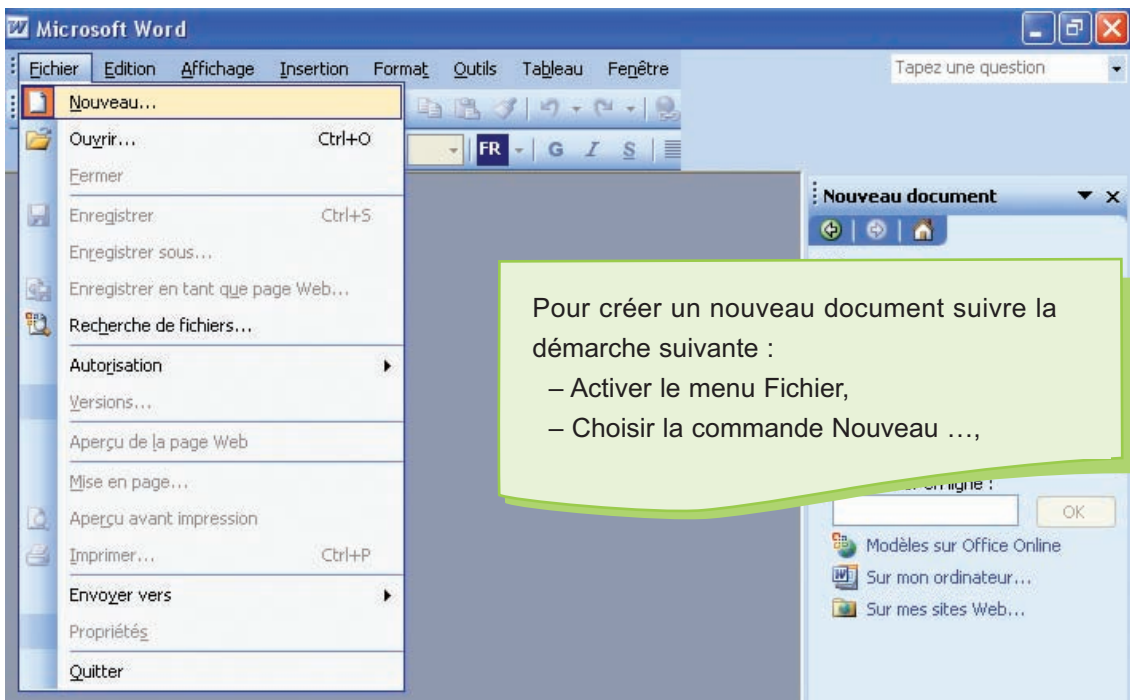 Microsoft Word
Fichier Edition Affichage Insertion Format Outils Tableau Fenêtre Tapez une question
Nouveau...
Ouvrir... Ctrl+O
FR G I S
Fermer
Nouveau document
Enregistrer Ctrl+S
Enregistrer sous...
Enregistrer en tant que page Web...
Recherche de fichiers...
Autorisation
Versions...
Aperçu de la page Web
Mise en page...
Aperçu avant impression
Imprimer... Ctrl+P
Envoyer vers
Propriétés
Quitter
Pour créer un nouveau document suivre la
démarche suivante :
– Activer le menu Fichier,
– Choisir la commande Nouveau …,
en ligne :
OK
Modèles sur Office Online
Sur mon ordinateur...
Sur mes sites Web...